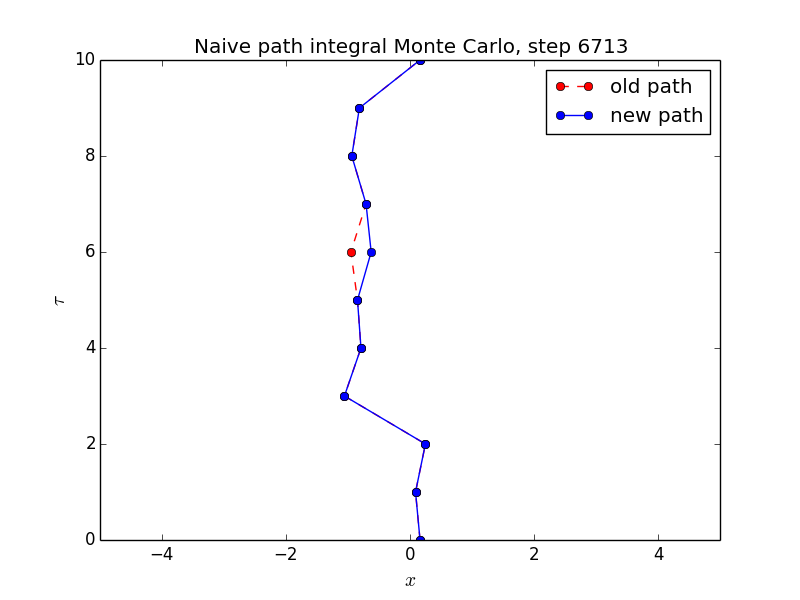 Naive path integral Monte Carlo, step 6713
old path
new path
10
8
6
4
2
0
τ
−4
−2
0
2
4
x